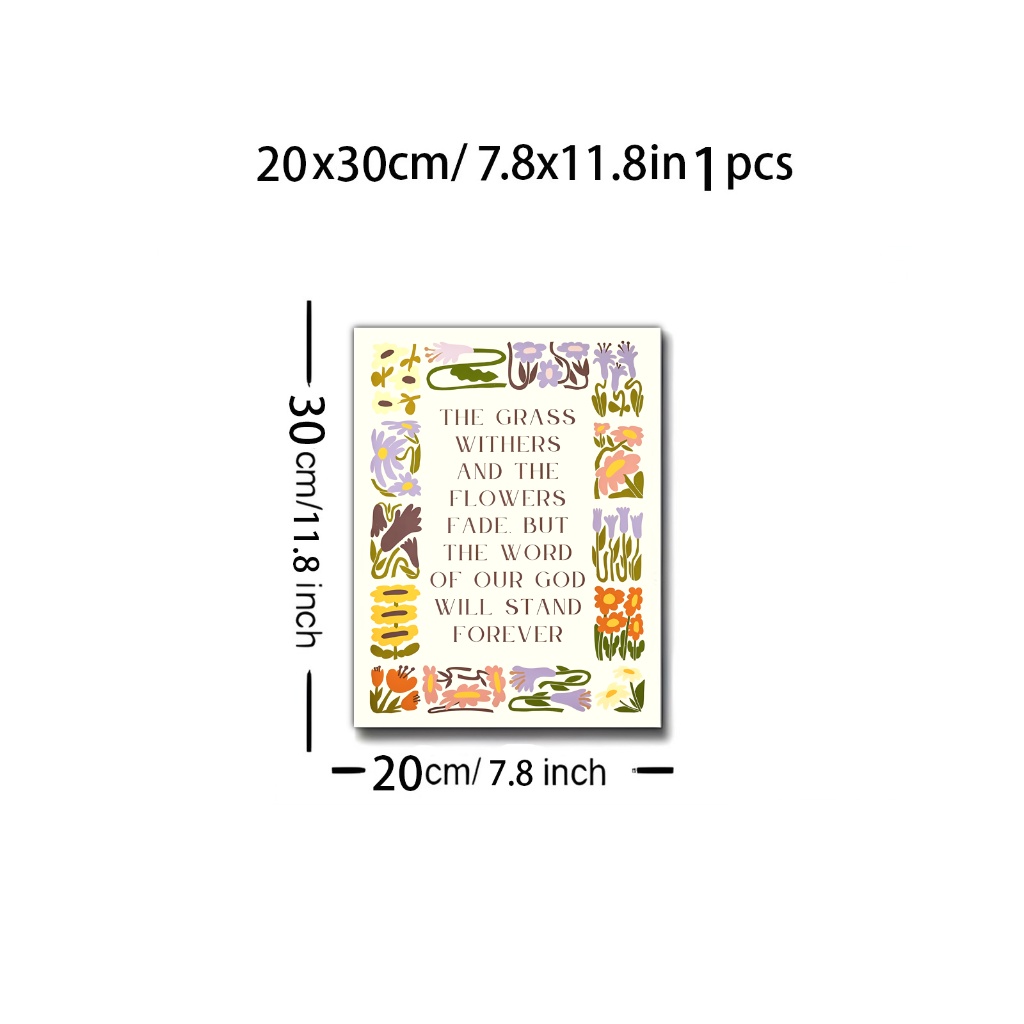 20x30cm/ 7.8x11.8in 1 pcs
30cm/11.8 inch
THE GRASS
WITHERS
AND THE
FLOWERS
FADE. BUT
THE WORD
OF OUR GOD
WILL STAND
FOREVER
20cm/ 7.8 inch